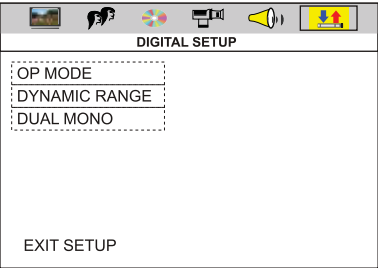 DIGITAL SETUP
OP MODE
DYNAMIC RANGE
DUAL MONO
EXIT SETUP